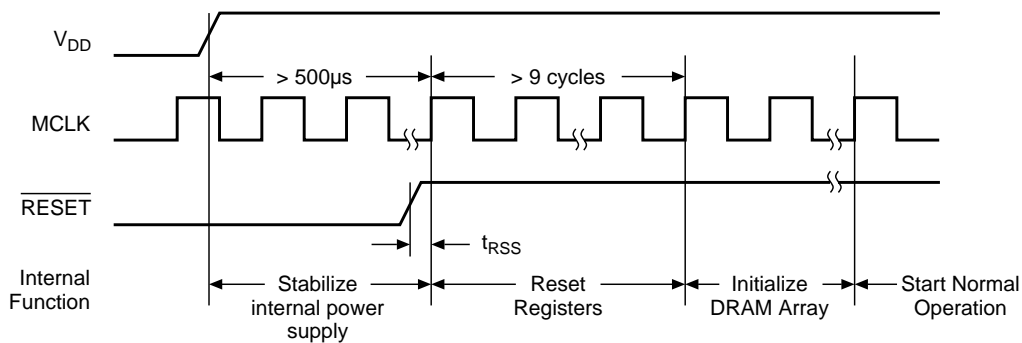 VDD
> 500µs
> 9 cycles
MCLK
RESET
tRSS
Internal
Function
Stabilize
internal power
supply
Reset
Registers
Initialize
DRAM Array
Start Normal
Operation